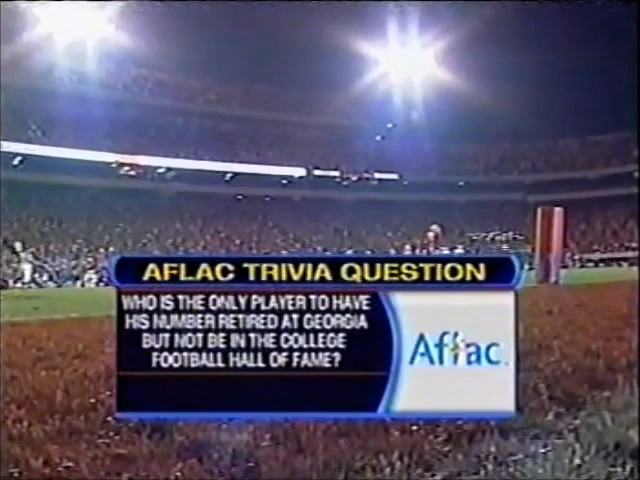 AFLAC TRIVIA QUESTION
WHO IS THE ONLY PLAYER TO HAVE
HIS NUMBER RETIRED AT GEORGIA
BUT NOT BE IN THE COLLEGE
FOOTBALL HALL OF FAME?
Aflac.